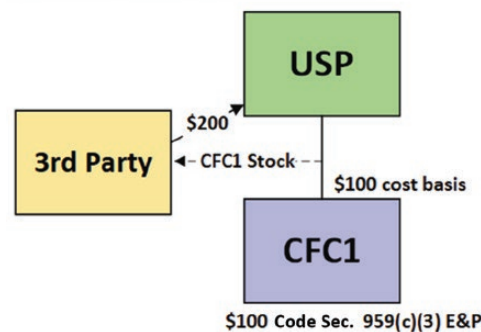 USP
$200
3rd Party
CFC1 Stock
$100 cost basis
CFC1
$100 Code Sec. 959(c)(3) E&P